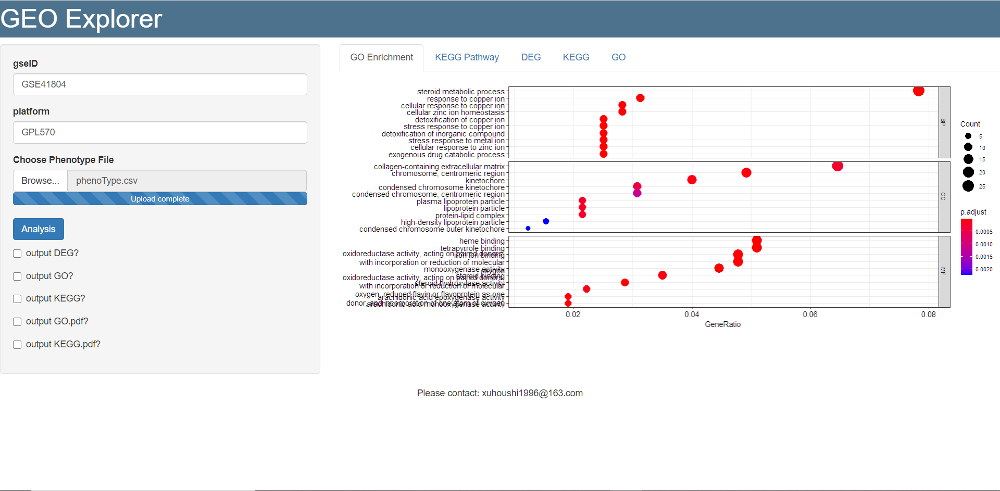 GEO Explorer
gseID
GSE41804
platform
GPL570
Choose Phenotype File
Browse... phenoType.csv
Upload complete
Analysis
output DEG?
output GO?
output KEGG?
output GO.pdf?
output KEGG.pdf?
GO Enrichment KEGG Pathway DEG KEGG GO
steroid metabolic process
response to copper ion
cellular response to copper ion
cellular zinc ion homeostasis
detoxification of copper ion
stress response to copper ion
detoxification of inorganic compound
stress response to metal ion
cellular response to zinc ion
exogenous drug catabolic process
BP
collagen-containing extracellular matrix
chromosome, centromeric region
kinetochore
condensed chromosome kinetochore
condensed chromosome, centromeric region
plasma lipoprotein particle
lipoprotein particle
protein-lipid complex
high-density lipoprotein particle
condensed chromosome outer kinetochore
CC
heme binding
tetrapyrrole binding
iron ion binding
oxidoreductase activity, acting on paired donors,
with incorporation or reduction of molecular
oxygen
monooxygenase activity
steroid binding
steroid hydroxylase activity
oxidoreductase activity, acting on paired donors,
with incorporation or reduction of molecular
oxygen, reduced flavin or flavoprotein as one
donor, and incorporation of one atom of oxygen
arachidonic acid epoxygenase activity
arachidonic acid monooxygenase activity
MF
0.02 0.04 0.06 0.08
GeneRatio
Count
5
10
15
20
25
p.adjust
0.0005
0.0010
0.0015
0.0020
Please contact: xuhoushi1996@163.com